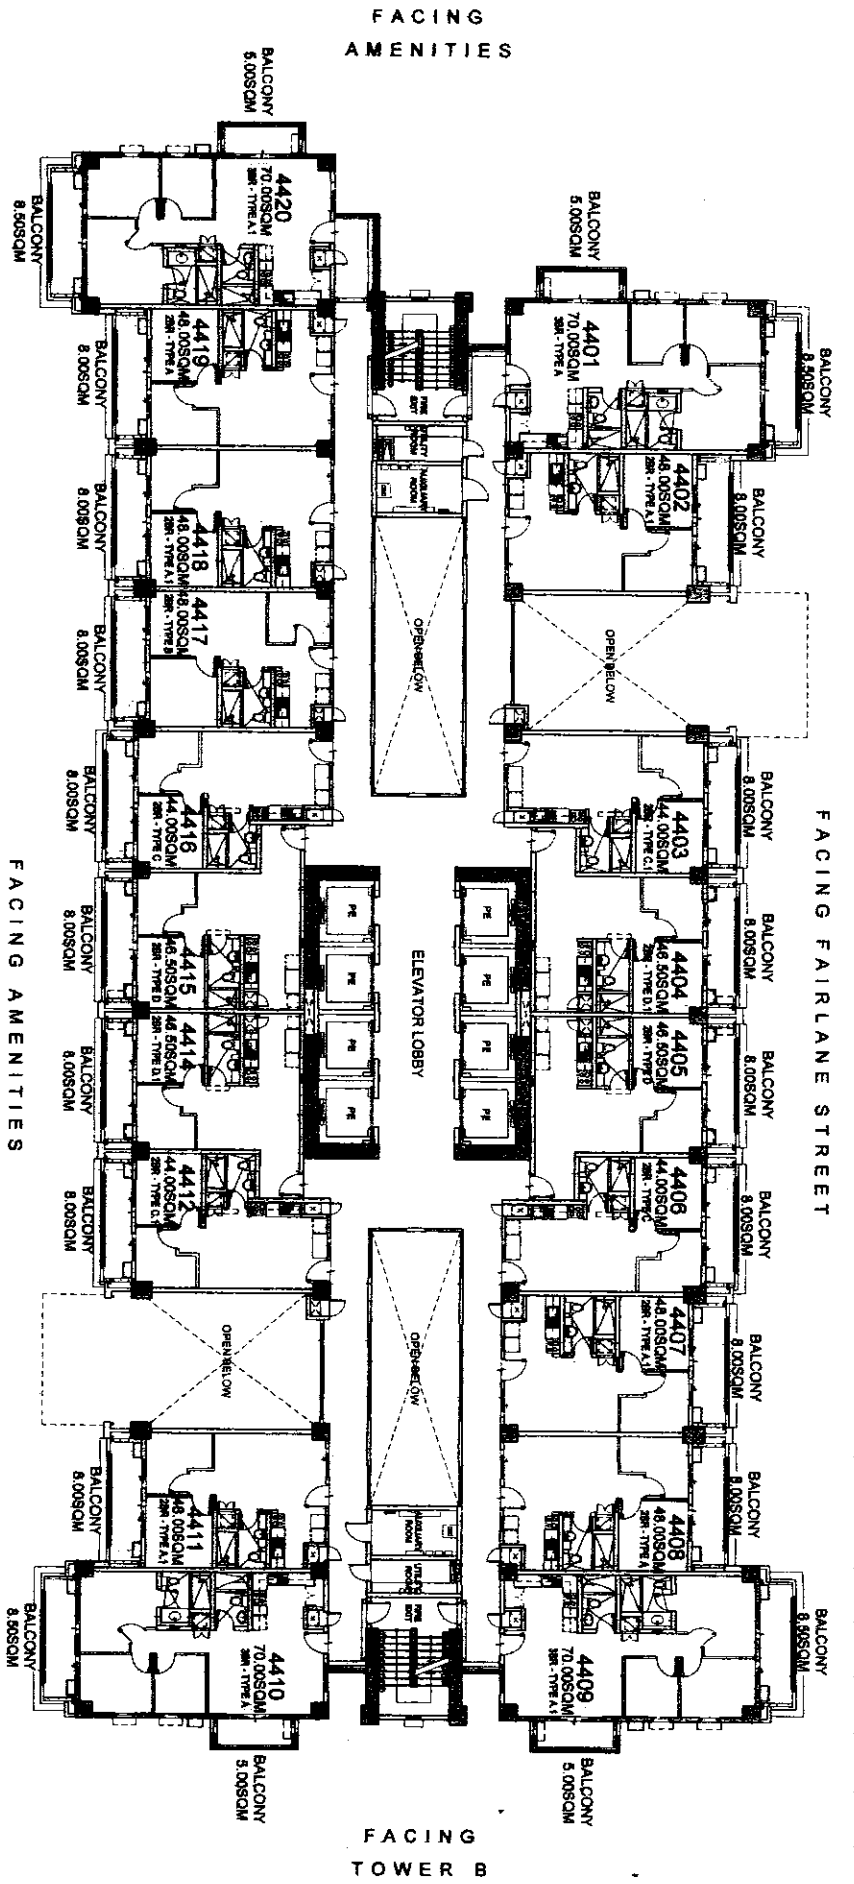 FACING
AMENITIES
BALCONY
5.00SQM
BALCONY
8.50SQM
4420
70.00SQM
3BR - TYPE A.1
BALCONY
5.00SQM
4401
70.00SQM
3BR - TYPE A
BALCONY
8.50SQM
4419
48.00SQM
2BR - TYPE A
BALCONY
8.00SQM
FIRE
EXIT
UTILITY
ROOM
AUXILIARY
ROOM
4402
48.00SQM
2BR - TYPE A.1
BALCONY
8.00SQM
4418
48.00SQM
2BR - TYPE A.1
BALCONY
8.00SQM
4417
48.00SQM
2BR - TYPE B
BALCONY
8.00SQM
OPEN BELOW
OPEN BELOW
4416
44.00SQM
2BR - TYPE C
BALCONY
8.00SQM
4403
44.00SQM
2BR - TYPE C.1
BALCONY
8.00SQM
FACING AMENITIES
FACING FAIRLANE STREET
ELEVATOR LOBBY
PE
PE
PE
PE
PE
PE
PE
PE
4415
46.50SQM
2BR - TYPE D
BALCONY
8.00SQM
4404
46.50SQM
2BR - TYPE D.1
BALCONY
8.00SQM
4414
46.50SQM
2BR - TYPE D.1
BALCONY
8.00SQM
4405
46.50SQM
2BR - TYPE D
BALCONY
8.00SQM
4412
44.00SQM
2BR - TYPE C.1
BALCONY
8.00SQM
4406
44.00SQM
2BR - TYPE C
BALCONY
8.00SQM
OPEN BELOW
OPEN BELOW
4407
48.00SQM
2BR - TYPE A.1
BALCONY
8.00SQM
4411
48.00SQM
2BR - TYPE A.1
BALCONY
8.00SQM
AUXILIARY
ROOM
UTILITY
ROOM
FIRE
EXIT
4408
48.00SQM
2BR - TYPE A
BALCONY
8.00SQM
4410
70.00SQM
3BR - TYPE A
BALCONY
8.50SQM
BALCONY
5.00SQM
4409
70.00SQM
3BR - TYPE A.1
BALCONY
8.50SQM
BALCONY
5.00SQM
FACING
TOWER B